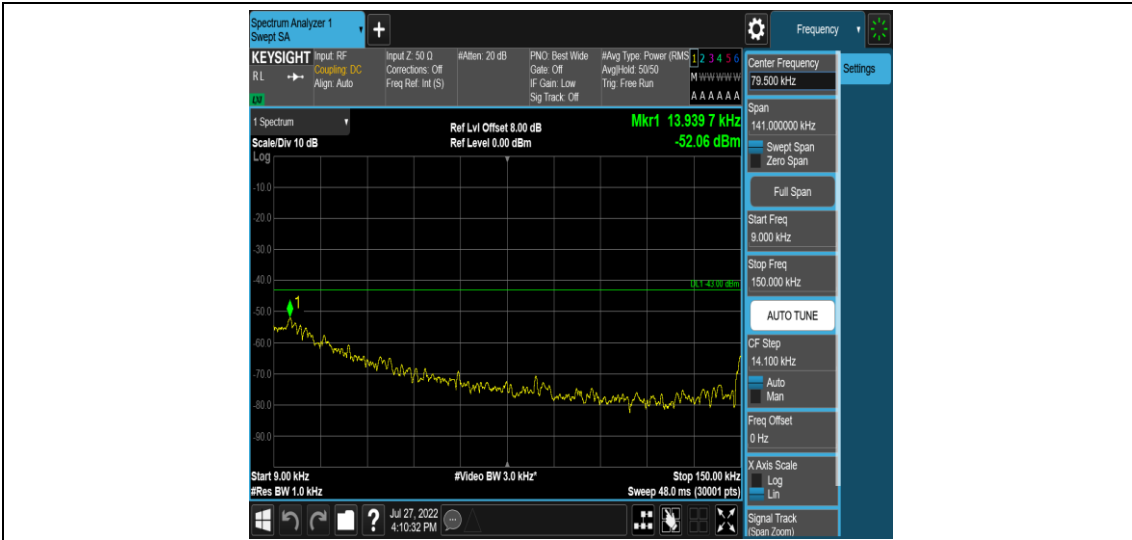 Spectrum Analyzer 1
Swept SA
+
Frequency
KEYSIGHT
RL
LXI
Input: RF
Coupling: DC
Align: Auto
Input Z: 50 Ω
Corrections: Off
Freq Ref: Int (S)
#Atten: 20 dB
PNO: Best Wide
Gate: Off
IF Gain: Low
Sig Track: Off
#Avg Type: Power (RMS
Avg|Hold: 50/50
Trig: Free Run
1 2 3 4 5 6
M W W W W W
A A A A A A
1 Spectrum
Scale/Div 10 dB
Log
Ref Lvl Offset 8.00 dB
Ref Level 0.00 dBm
Mkr1 13.939 7 kHz
-52.06 dBm
-10.0
-20.0
-30.0
-40.0
DL1 -43.00 dBm
-50.0
1
-60.0
-70.0
-80.0
-90.0
Start 9.00 kHz
#Res BW 1.0 kHz
#Video BW 3.0 kHz*
Stop 150.00 kHz
Sweep 48.0 ms (30001 pts)
Jul 27, 2022
4:10:32 PM
?
Center Frequency
79.500 kHz
Settings
Span
141.000000 kHz
Swept Span
Zero Span
Full Span
Start Freq
9.000 kHz
Stop Freq
150.000 kHz
AUTO TUNE
CF Step
14.100 kHz
Auto
Man
Freq Offset
0 Hz
X Axis Scale
Log
Lin
Signal Track
(Span Zoom)